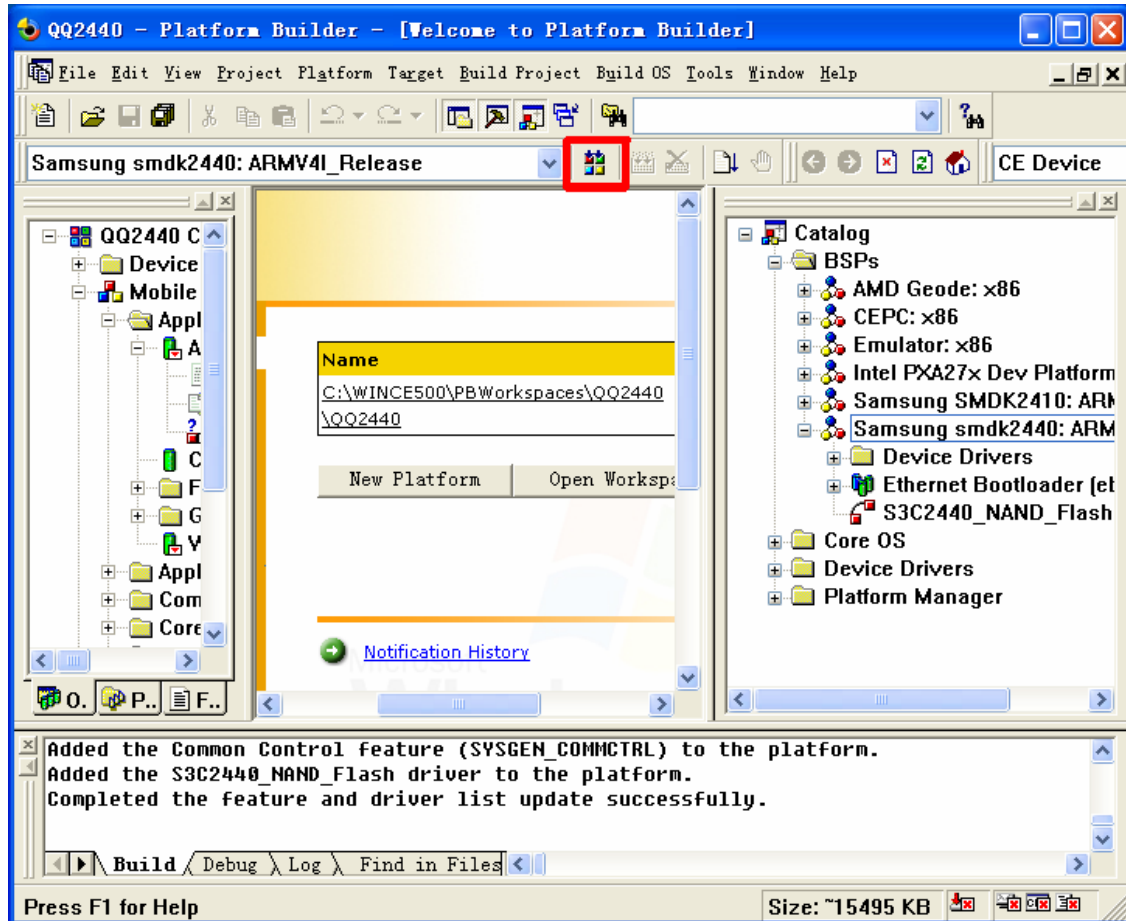 QQ2440 - Platform Builder - [Welcome to Platform Builder]
File Edit View Project Platform Target Build Project Build OS Tools Window Help
Samsung smdk2440: ARMV4I_Release
CE Device
QQ2440 C
Device
Mobile
Appl
A
C
F
G
V
Appl
Com
Core
O. P.. F..
Name
C:\WINCE500\PBWorkspaces\QQ2440
\QQ2440
New Platform Open Workspa
Notification History
Catalog
BSPs
AMD Geode: x86
CEPC: x86
Emulator: x86
Intel PXA27x Dev Platform
Samsung SMDK2410: ARM
Samsung smdk2440: ARM
Device Drivers
Ethernet Bootloader (eb
S3C2440_NAND_Flash
Core OS
Device Drivers
Platform Manager
Added the Common Control feature (SYSGEN_COMMCTRL) to the platform.
Added the S3C2440_NAND_Flash driver to the platform.
Completed the feature and driver list update successfully.
Build Debug Log Find in Files
Press F1 for Help
Size: ~15495 KB